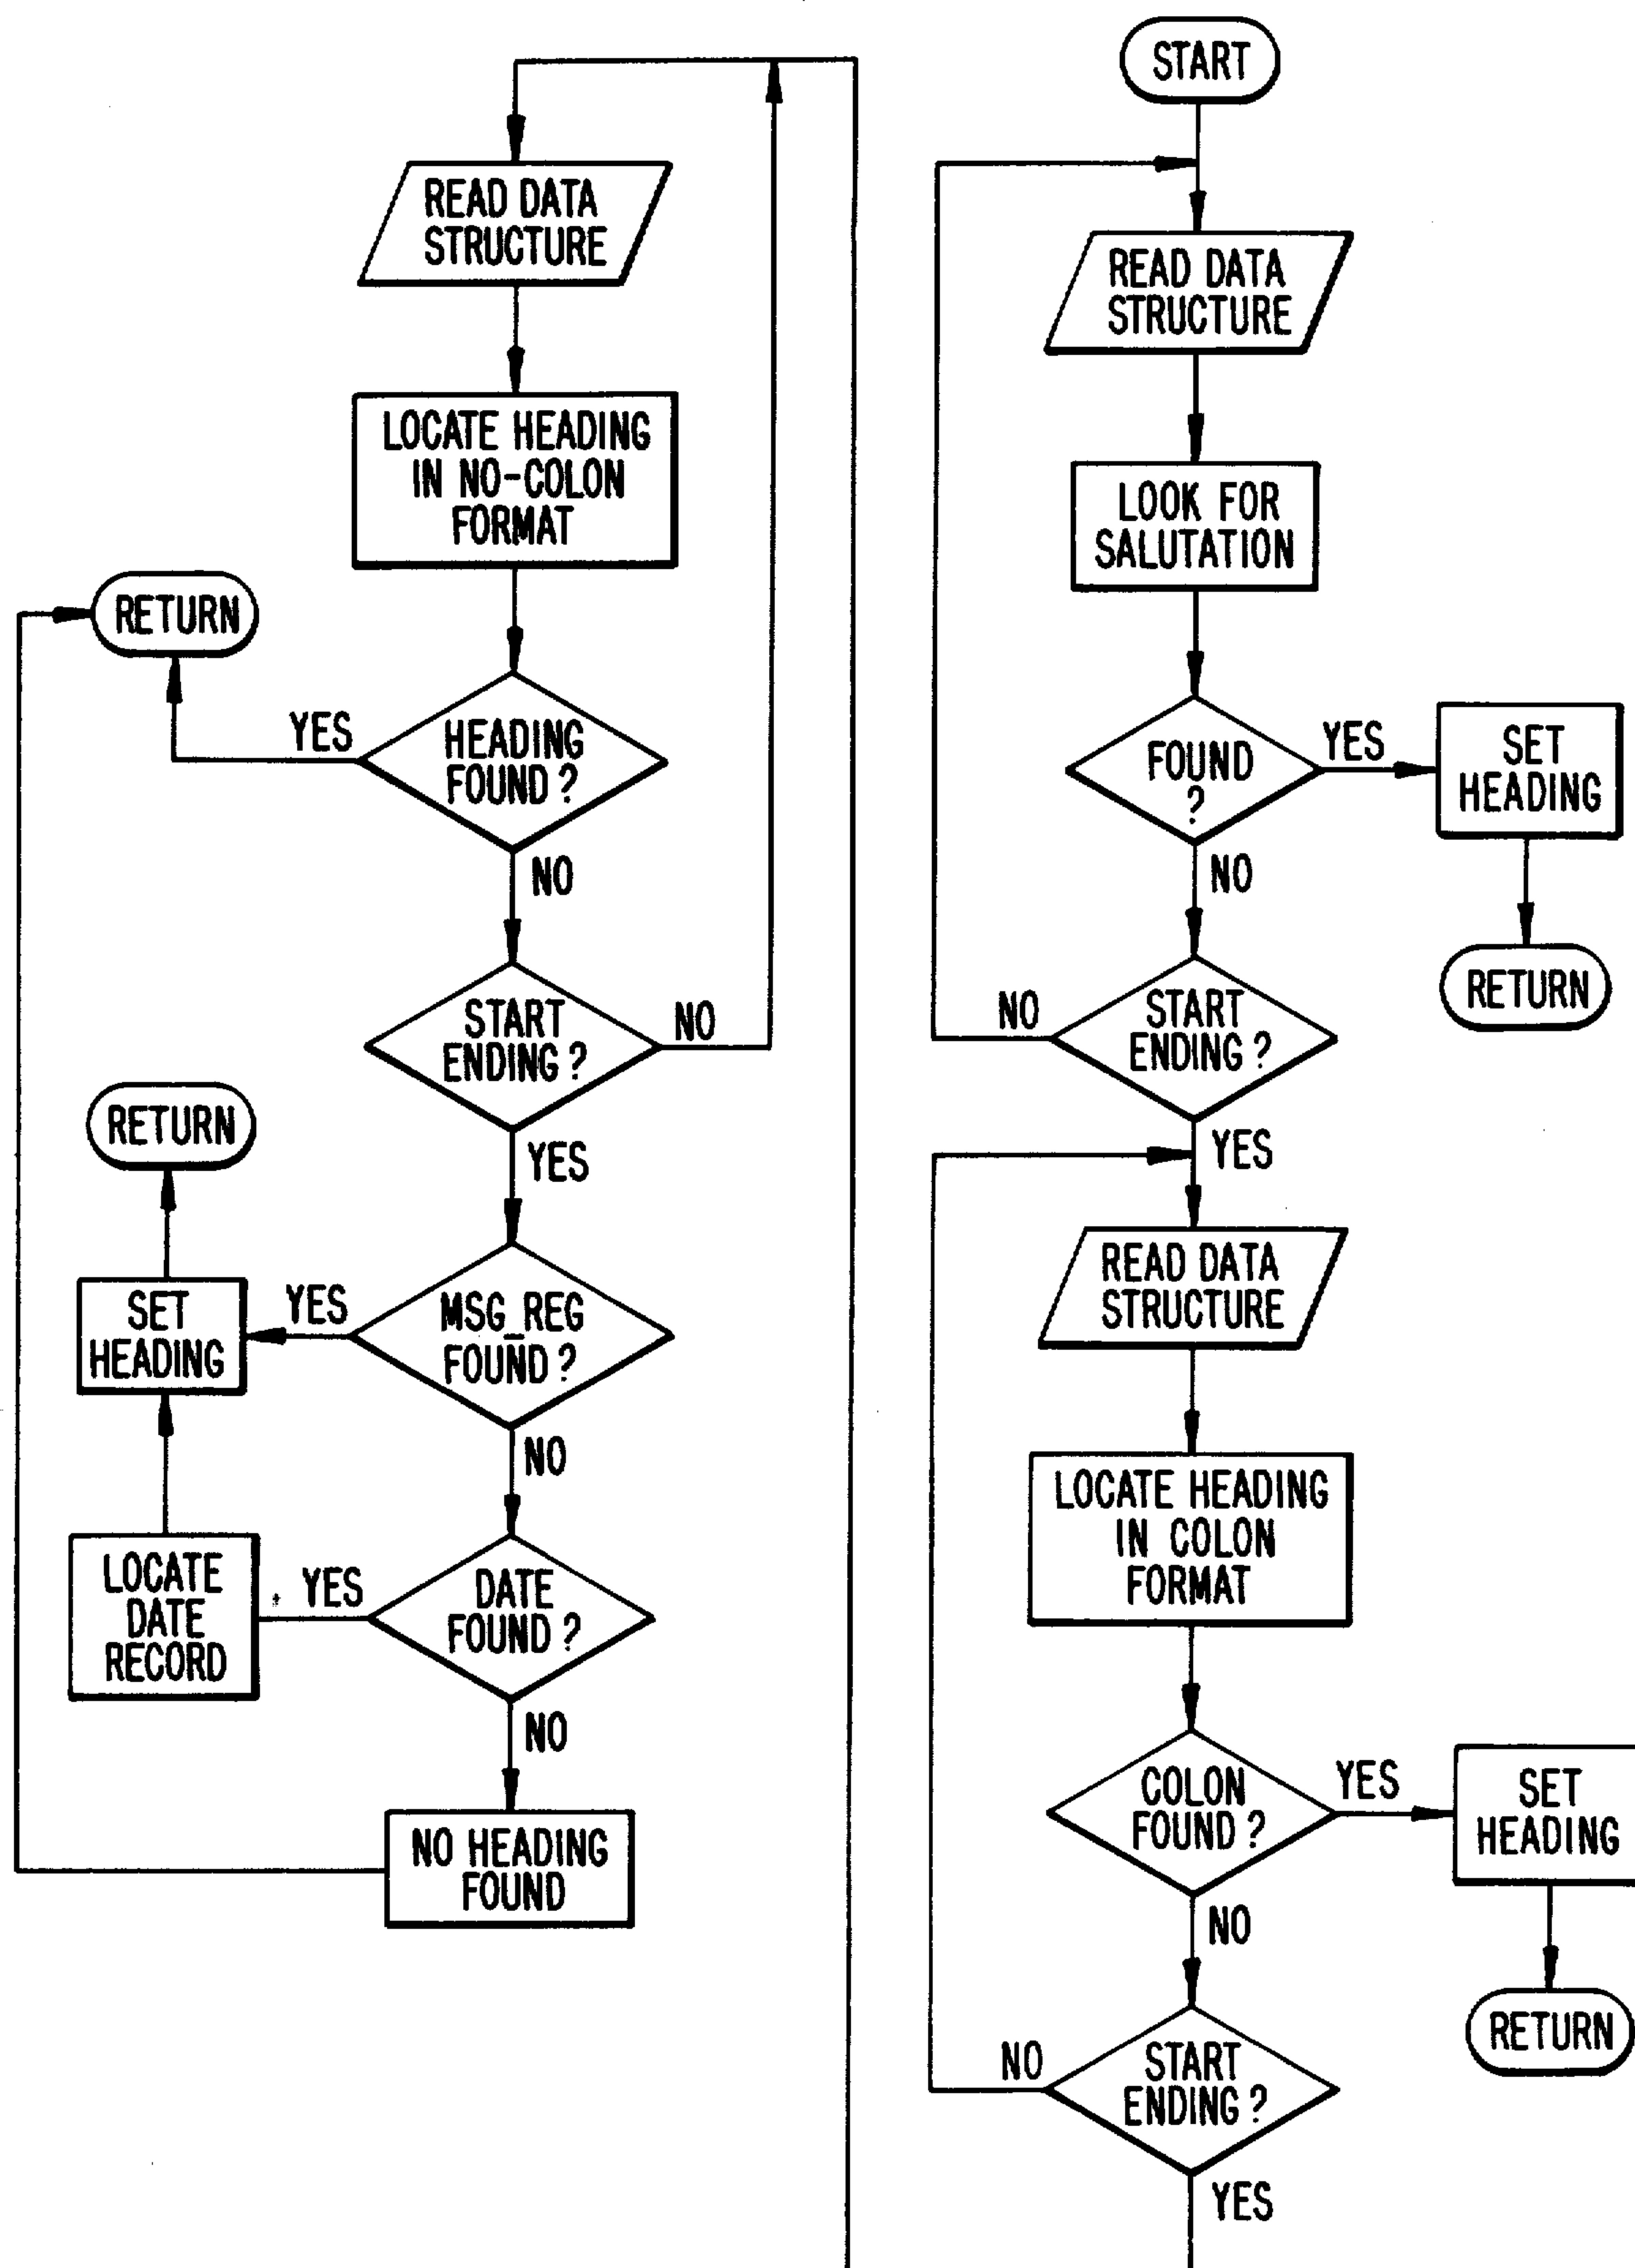 START
READ DATA
STRUCTURE
LOOK FOR
SALUTATION
FOUND
?
YES
SET
HEADING
RETURN
NO
START
ENDING?
NO
YES
READ DATA
STRUCTURE
LOCATE HEADING
IN COLON
FORMAT
COLON
FOUND?
YES
SET
HEADING
RETURN
NO
START
ENDING?
NO
YES
READ DATA
STRUCTURE
LOCATE HEADING
IN NO-COLON
FORMAT
HEADING
FOUND?
YES
RETURN
NO
START
ENDING?
NO
YES
MSG_REG
FOUND?
YES
SET
HEADING
RETURN
NO
DATE
FOUND?
YES
LOCATE
DATE
RECORD
NO
NO HEADING
FOUND